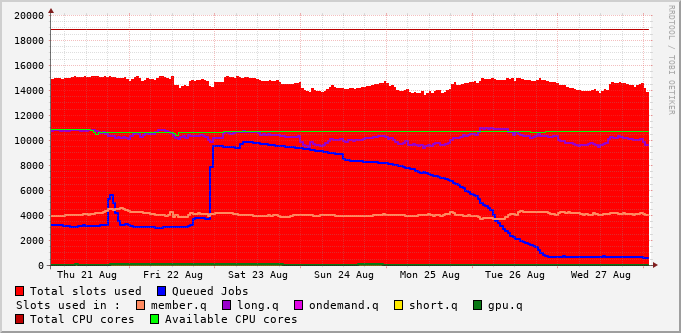 20000
18000
16000
14000
12000
10000
8000
6000
4000
2000
0
Thu 21 Aug Fri 22 Aug Sat 23 Aug Sun 24 Aug Mon 25 Aug Tue 26 Aug Wed 27 Aug
Total slots used Queued Jobs
Slots used in : member.q long.q ondemand.q short.q gpu.q
Total CPU cores Available CPU cores
RRDTOOL / TOBI OETIKER